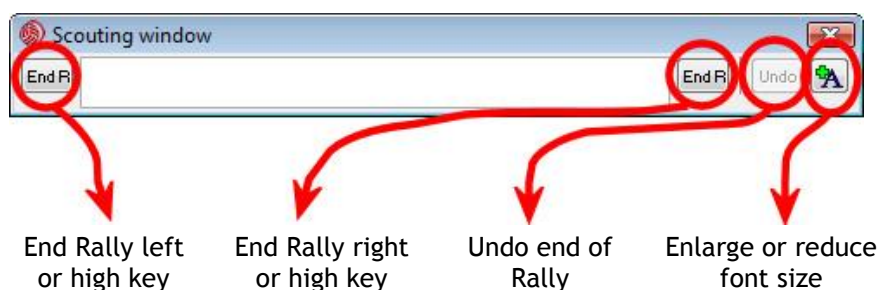 Scouting window
End R
End R
Undo
A
End Rally left
or high key
End Rally right
or high key
Undo end of
Rally
Enlarge or reduce
font size